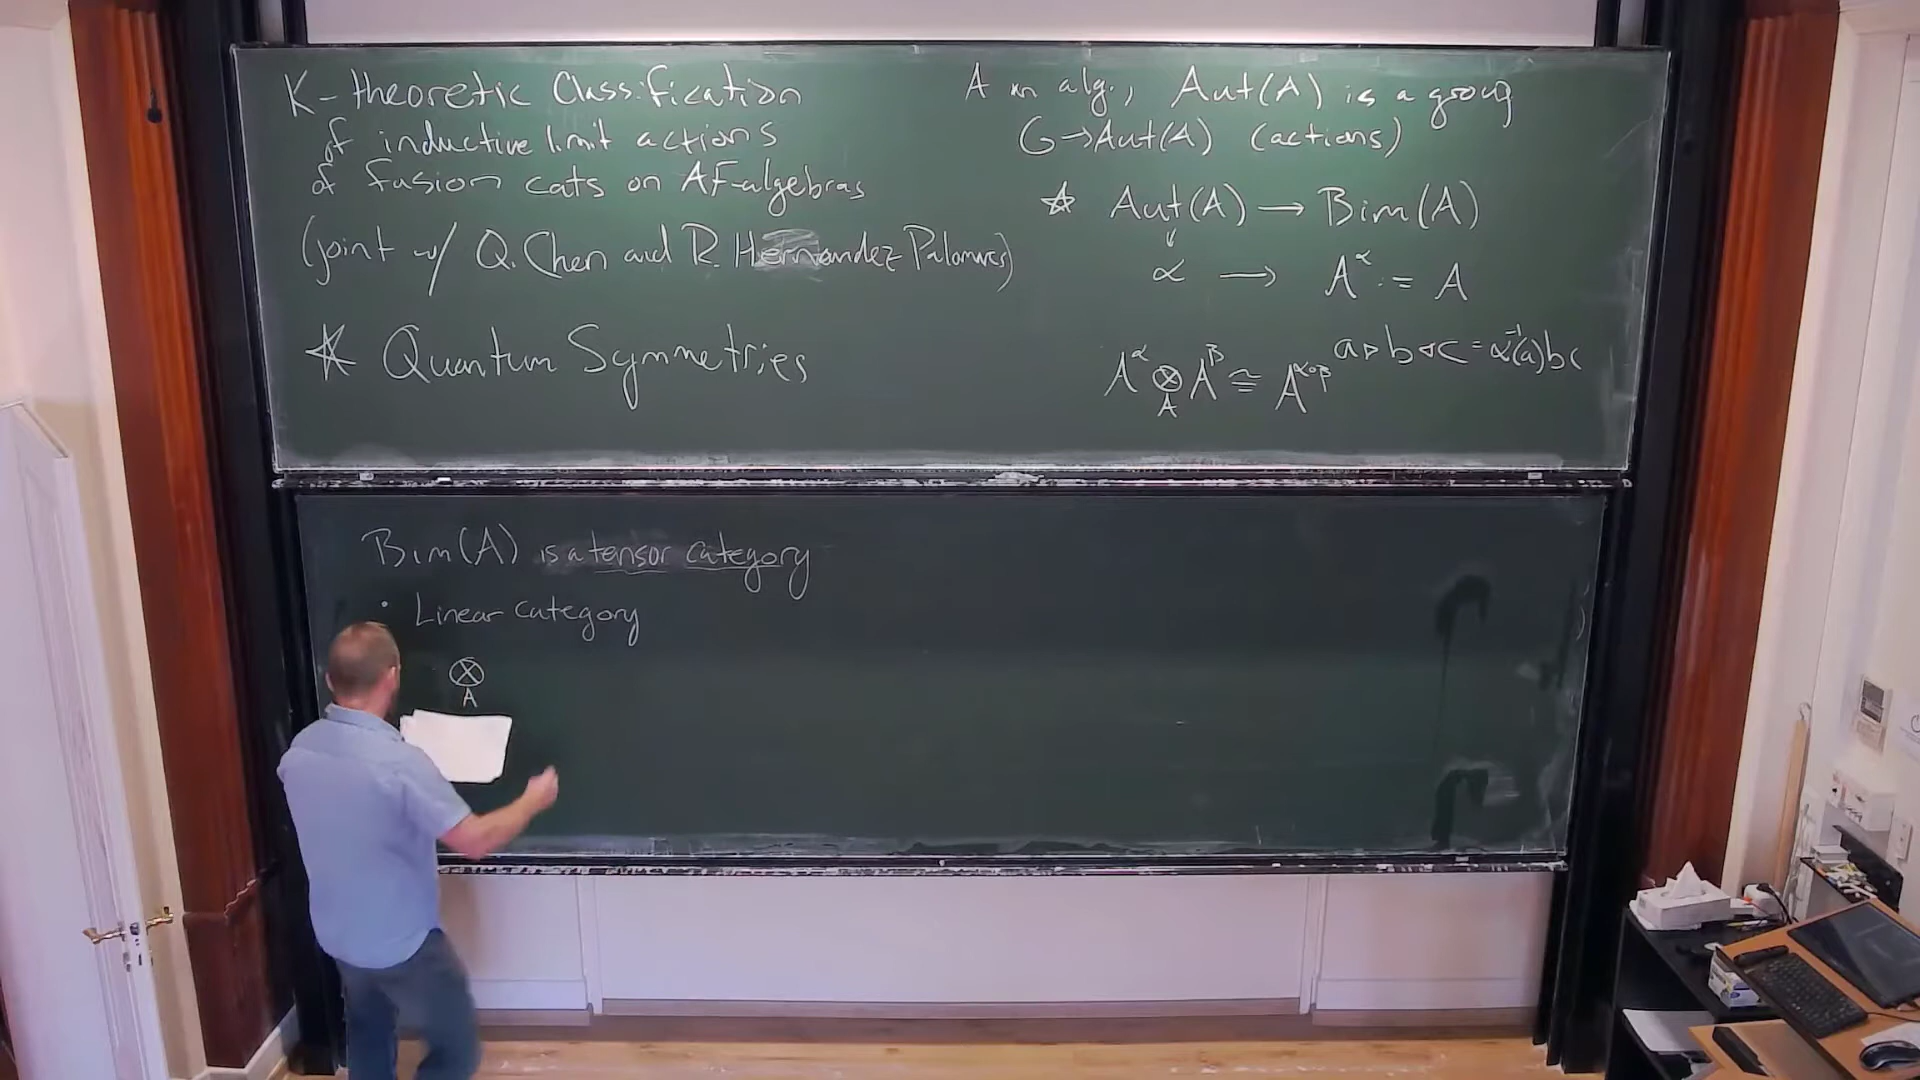 K-theoretic Classification
of inductive limit actions
of fusion cats on AF-algebras
(joint w/ Q. Chen and R. Hernandez Palomares)
☆ Quantum Symmetries
A an alg., Aut(A) is a group
G→Aut(A) (actions)
☆ Aut(A) → Bim(A)
α → A^α := A
a▹b◃c = α^{-1}(a)bc
A^α ⊗_A A^β ≅ A^{α∘β}
Bim(A) is a tensor category
• Linear category
⊗_A